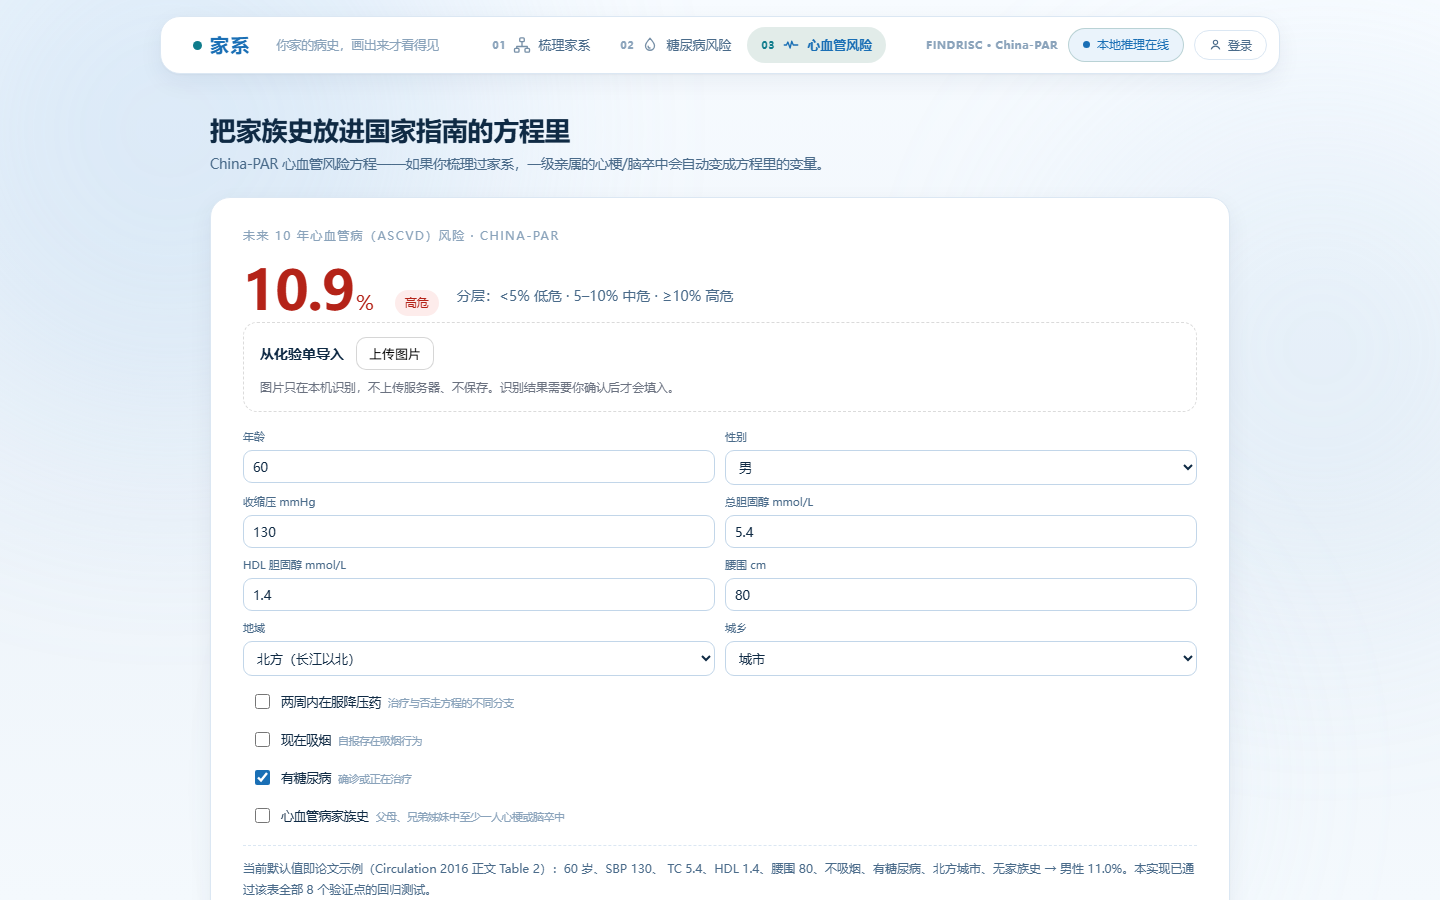 家系 你家的病史，画出来才看得见 01 梳理家系 02 糖尿病风险 03 心血管风险 FINDRISC • China-PAR 本地推理在线 登录
把家族史放进国家指南的方程里
China-PAR 心血管风险方程——如果你梳理过家系，一级亲属的心梗/脑卒中会自动变成方程里的变量。
未来 10 年心血管病（ASCVD）风险 · CHINA-PAR
10.9% 高危 分层：<5% 低危 · 5–10% 中危 · ≥10% 高危
从化验单导入 上传图片
图片只在本机识别，不上传服务器、不保存。识别结果需要你确认后才会填入。
年龄 性别
60 男
收缩压 mmHg 总胆固醇 mmol/L
130 5.4
HDL 胆固醇 mmol/L 腰围 cm
1.4 80
地域 城乡
北方（长江以北） 城市
两周内在服降压药 治疗与否走方程的不同分支
现在吸烟 自报存在吸烟行为
有糖尿病 确诊或正在治疗
心血管病家族史 父母、兄弟姊妹中至少一人心梗或脑卒中
当前默认值即论文示例（Circulation 2016 正文 Table 2）：60 岁、SBP 130、 TC 5.4、HDL 1.4、腰围 80、不吸烟、有糖尿病、北方城市、无家族史 → 男性 11.0%。本实现已通
过该表全部 8 个验证点的回归测试。